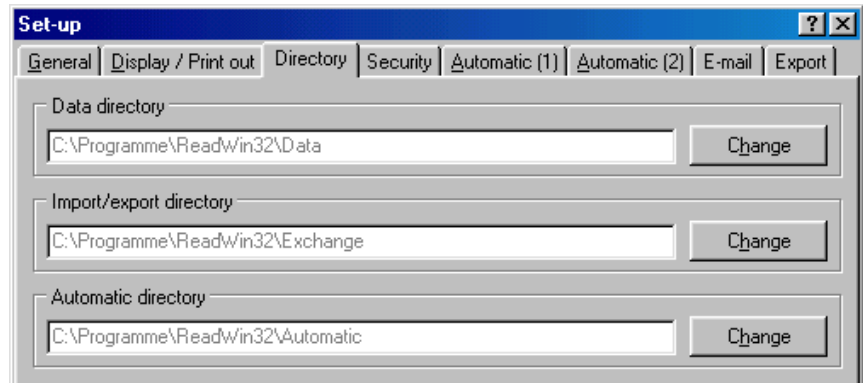 Set-up
General Display / Print out Directory Security Automatic (1) Automatic (2) E-mail Export
Data directory
C:\Programme\ReadWin32\Data Change
Import/export directory
C:\Programme\ReadWin32\Exchange Change
Automatic directory
C:\Programme\ReadWin32\Automatic Change